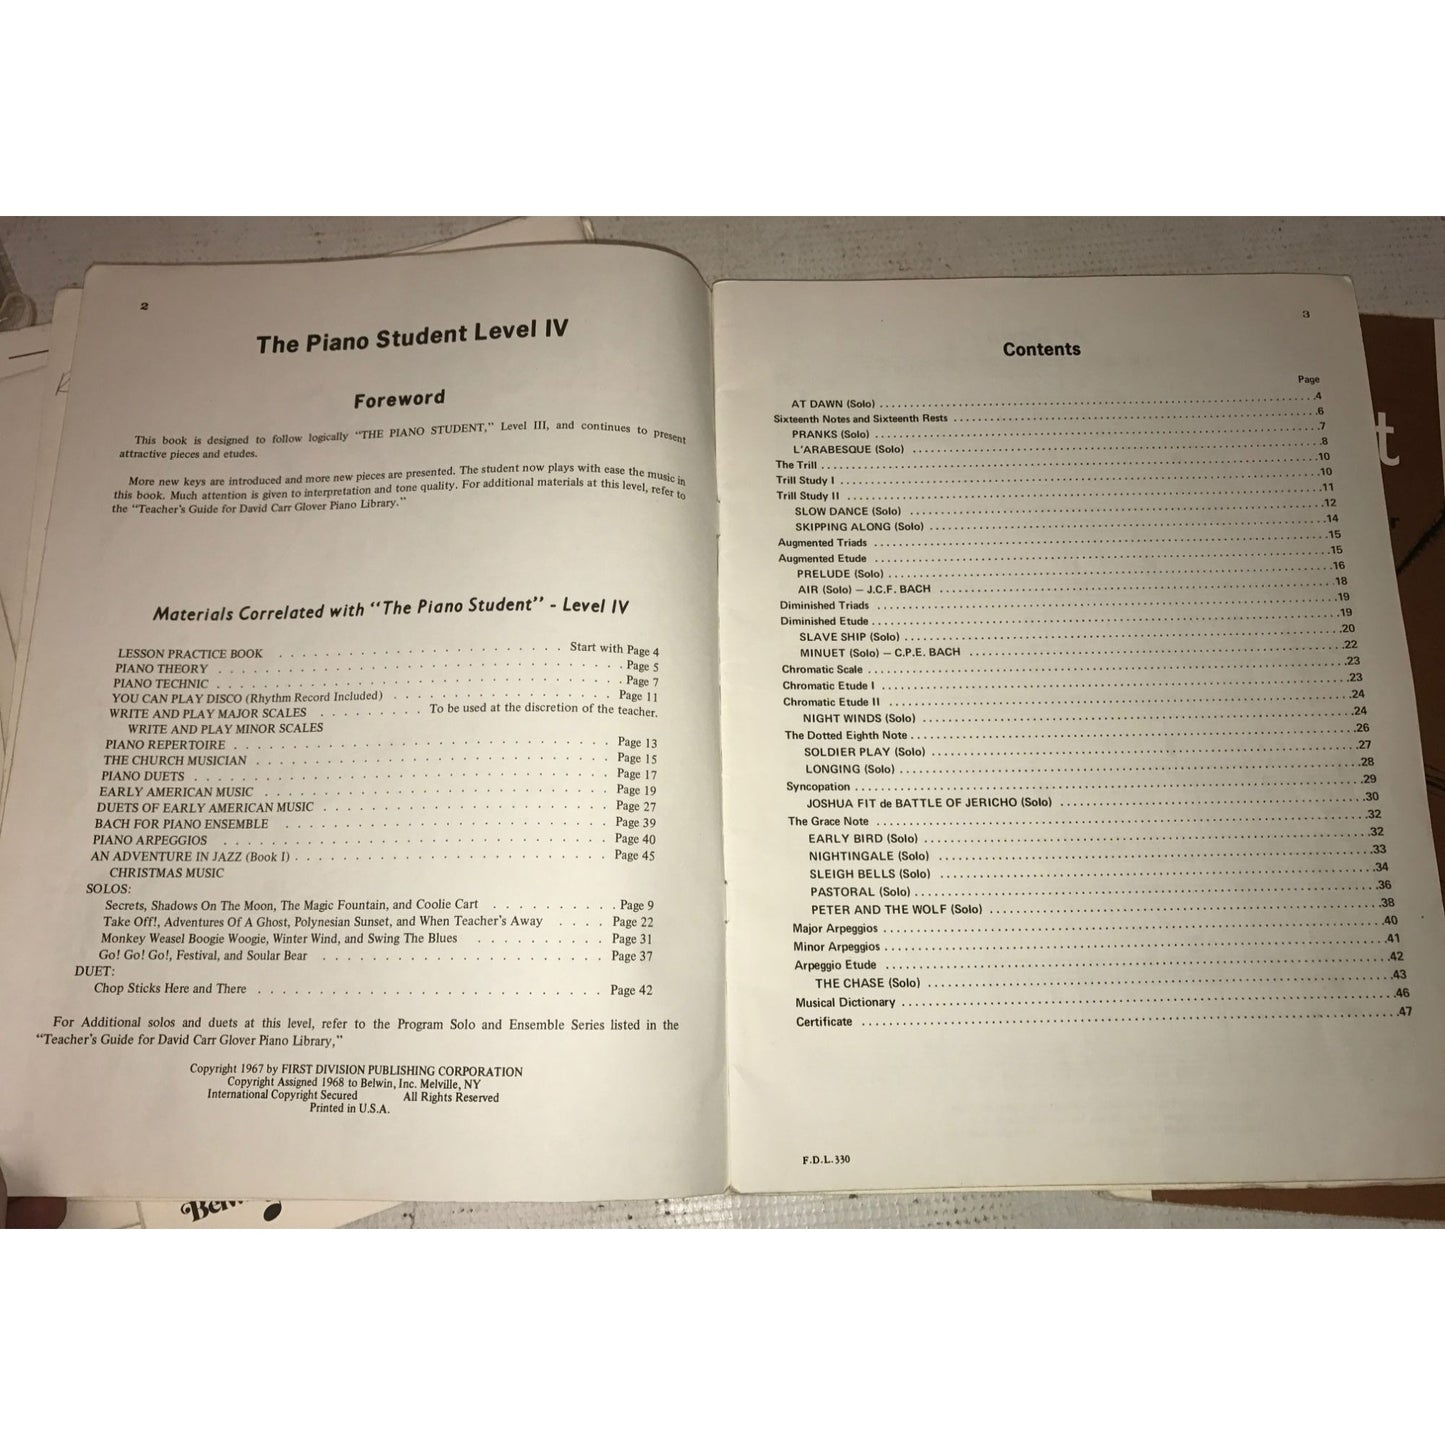 2
The Piano Student Level IV
Foreword
This book is designed to follow logically "THE PIANO STUDENT," Level III, and continues to present
attractive pieces and etudes.
More new keys are introduced and more new pieces are presented. The student now plays with ease the music in
this book. Much attention is given to interpretation and tone quality. For additional materials at this level, refer to
the "Teacher's Guide for David Carr Glover Piano Library."
Materials Correlated with "The Piano Student" - Level IV
LESSON PRACTICE BOOK . . . . . . . . . . . . . . . . . . . . . . Start with Page 4
PIANO THEORY . . . . . . . . . . . . . . . . . . . . . . . . . . . . . . Page 5
PIANO TECHNIC . . . . . . . . . . . . . . . . . . . . . . . . . . . . . . Page 7
YOU CAN PLAY DISCO (Rhythm Record Included) . . . . . . . . . . . . . . . . . Page 11
WRITE AND PLAY MAJOR SCALES . . . . . . . . . To be used at the discretion of the teacher.
WRITE AND PLAY MINOR SCALES
PIANO REPERTOIRE . . . . . . . . . . . . . . . . . . . . . . . . . . . . Page 13
THE CHURCH MUSICIAN . . . . . . . . . . . . . . . . . . . . . . . . . . Page 15
PIANO DUETS . . . . . . . . . . . . . . . . . . . . . . . . . . . . . . . Page 17
EARLY AMERICAN MUSIC . . . . . . . . . . . . . . . . . . . . . . . . . . Page 19
DUETS OF EARLY AMERICAN MUSIC . . . . . . . . . . . . . . . . . . . . . Page 27
BACH FOR PIANO ENSEMBLE . . . . . . . . . . . . . . . . . . . . . . . . Page 39
PIANO ARPEGGIOS . . . . . . . . . . . . . . . . . . . . . . . . . . . . . Page 40
AN ADVENTURE IN JAZZ (Book I) . . . . . . . . . . . . . . . . . . . . . . . Page 45
CHRISTMAS MUSIC
SOLOS:
Secrets, Shadows On The Moon, The Magic Fountain, and Coolie Cart . . . . . . . . . . Page 9
Take Off!, Adventures Of A Ghost, Polynesian Sunset, and When Teacher's Away . . . . Page 22
Monkey Weasel Boogie Woogie, Winter Wind, and Swing The Blues . . . . . . . . . . Page 31
Go! Go! Go!, Festival, and Soular Bear . . . . . . . . . . . . . . . . . . . . . Page 37
DUET:
Chop Sticks Here and There . . . . . . . . . . . . . . . . . . . . . . . . . . Page 42
For Additional solos and duets at this level, refer to the Program Solo and Ensemble Series listed in the
"Teacher's Guide for David Carr Glover Piano Library,"
Copyright 1967 by FIRST DIVISION PUBLISHING CORPORATION
Copyright Assigned 1968 to Belwin, Inc. Melville, NY
International Copyright Secured All Rights Reserved
Printed in U.S.A.
3
Contents
Page
AT DAWN (Solo) ........................4
Sixteenth Notes and Sixteenth Rests ........................6
PRANKS (Solo) ........................7
L'ARABESQUE (Solo) ........................8
The Trill ........................10
Trill Study I ........................10
Trill Study II ........................11
SLOW DANCE (Solo) ........................12
SKIPPING ALONG (Solo) ........................14
Augmented Triads ........................15
Augmented Etude ........................15
PRELUDE (Solo) ........................16
AIR (Solo) – J.C.F. BACH ........................18
Diminished Triads ........................19
Diminished Etude ........................19
SLAVE SHIP (Solo) ........................20
MINUET (Solo) – C.P.E. BACH ........................22
Chromatic Scale ........................23
Chromatic Etude I ........................23
Chromatic Etude II ........................24
NIGHT WINDS (Solo) ........................24
The Dotted Eighth Note ........................26
SOLDIER PLAY (Solo) ........................27
LONGING (Solo) ........................28
Syncopation ........................29
JOSHUA FIT de BATTLE OF JERICHO (Solo) ........................30
The Grace Note ........................32
EARLY BIRD (Solo) ........................32
NIGHTINGALE (Solo) ........................33
SLEIGH BELLS (Solo) ........................34
PASTORAL (Solo) ........................36
PETER AND THE WOLF (Solo) ........................38
Major Arpeggios ........................40
Minor Arpeggios ........................41
Arpeggio Etude ........................42
THE CHASE (Solo) ........................43
Musical Dictionary ........................46
Certificate ........................47
F.D.L.330
t
r